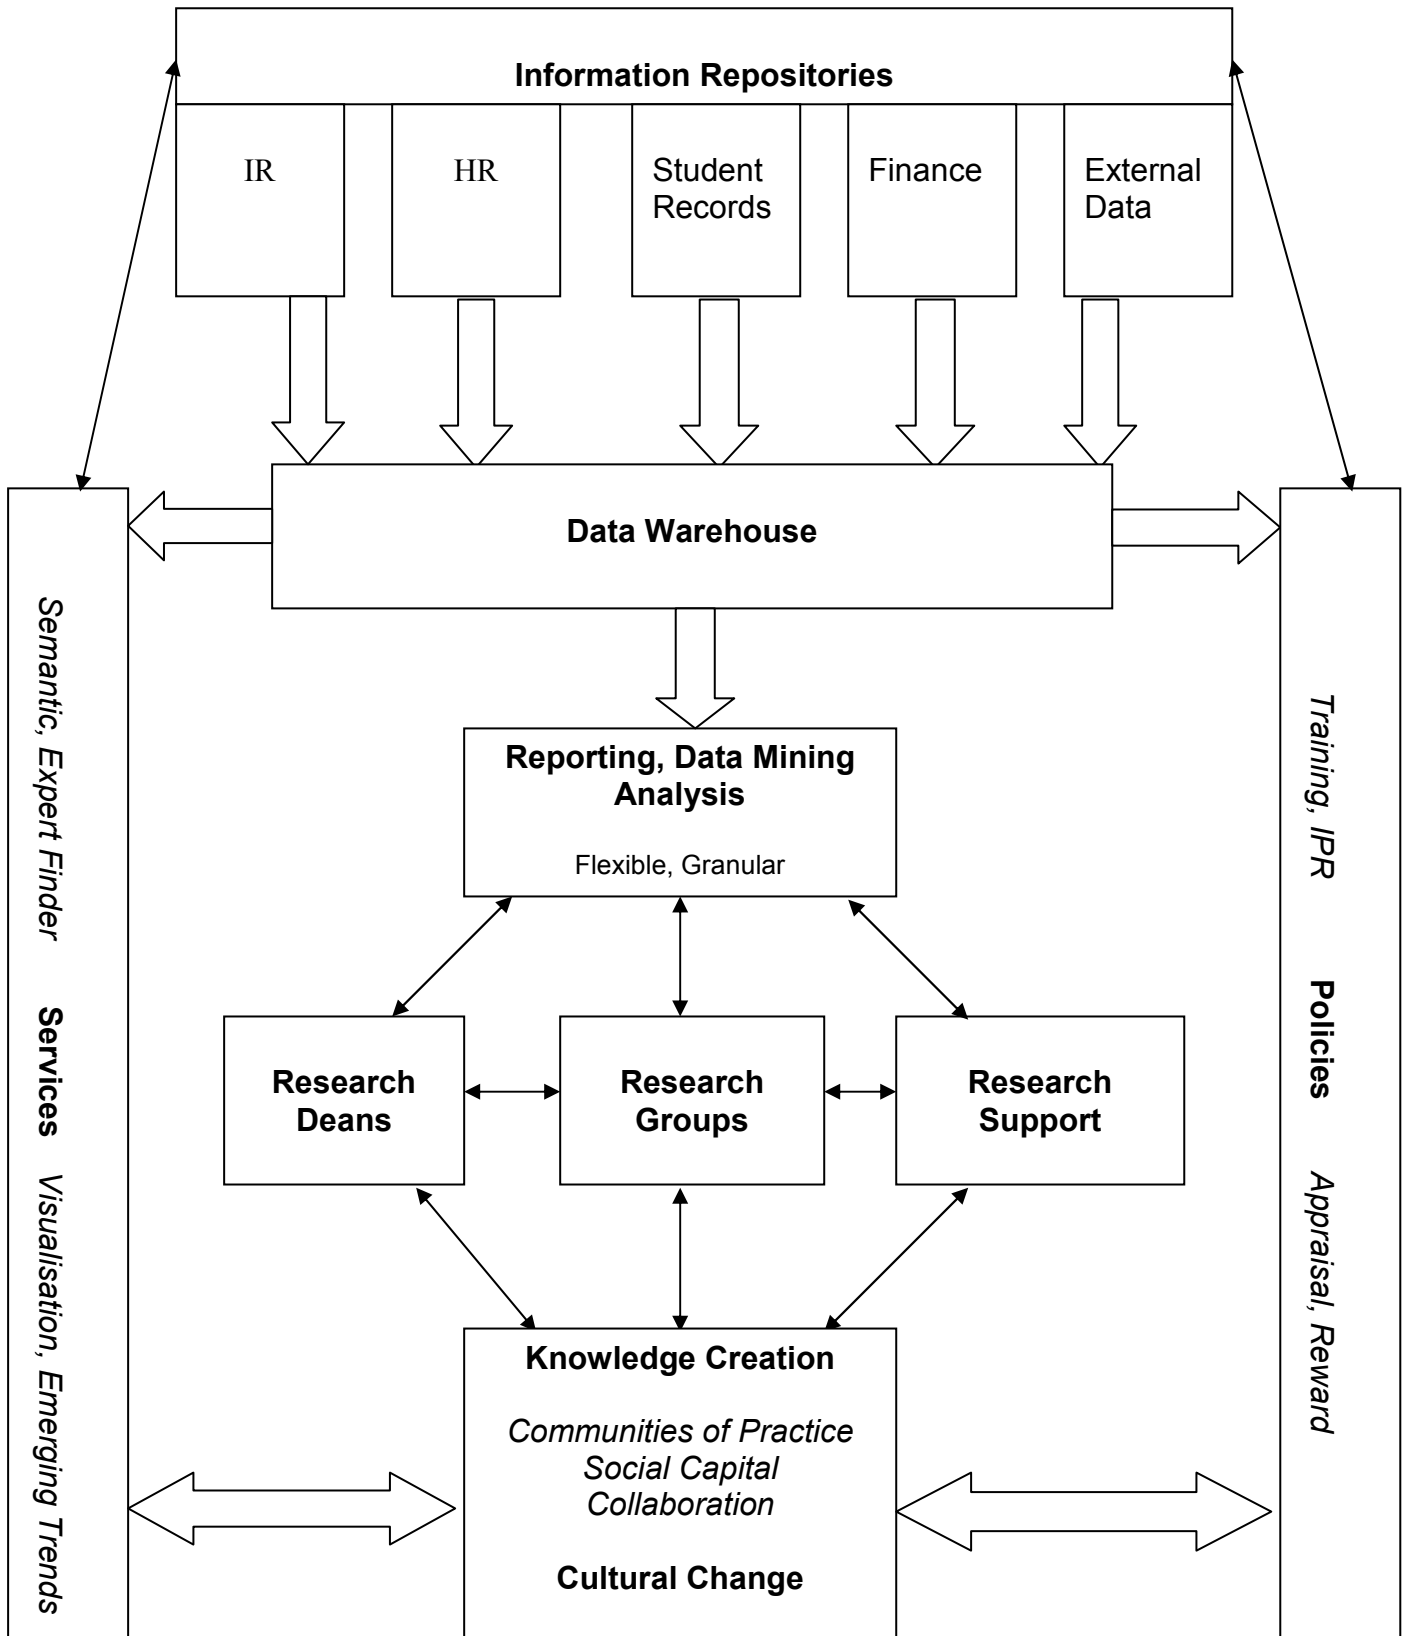 Information Repositories
IR
HR
Student
Records
Finance
External
Data
Data Warehouse
Semantic, Expert Finder Services Visualisation, Emerging Trends
Training, IPR Policies Appraisal, Reward
Reporting, Data Mining
Analysis
Flexible, Granular
Research
Deans
Research
Groups
Research
Support
Knowledge Creation
Communities of Practice
Social Capital
Collaboration
Cultural Change